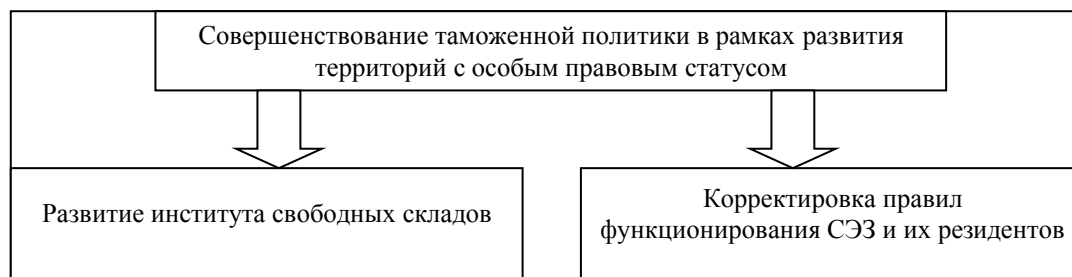 Совершенствование таможенной политики в рамках развития
территорий с особым правовым статусом
Развитие института свободных складов
Корректировка правил
функционирования СЭЗ и их резидентов